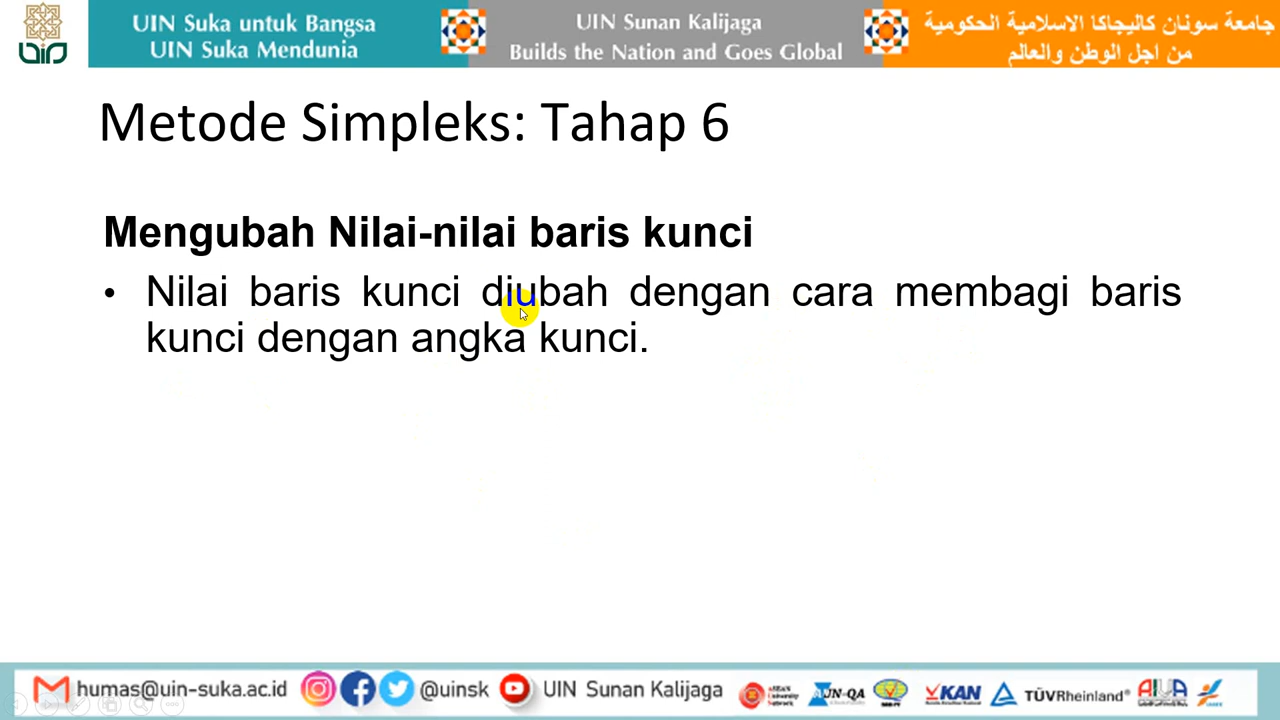 UIN Suka untuk Bangsa
UIN Suka Mendunia
UIN Sunan Kalijaga
Builds the Nation and Goes Global
جامعة سونان كاليجاكا الاسلامية الحكومية
من اجل الوطن والعالم
Metode Simpleks: Tahap 6
Mengubah Nilai-nilai baris kunci
• Nilai baris kunci diubah dengan cara membagi baris
kunci dengan angka kunci.
humas@uin-suka.ac.id @uinsk UIN Sunan Kalijaga KAN TÜVRheinland®